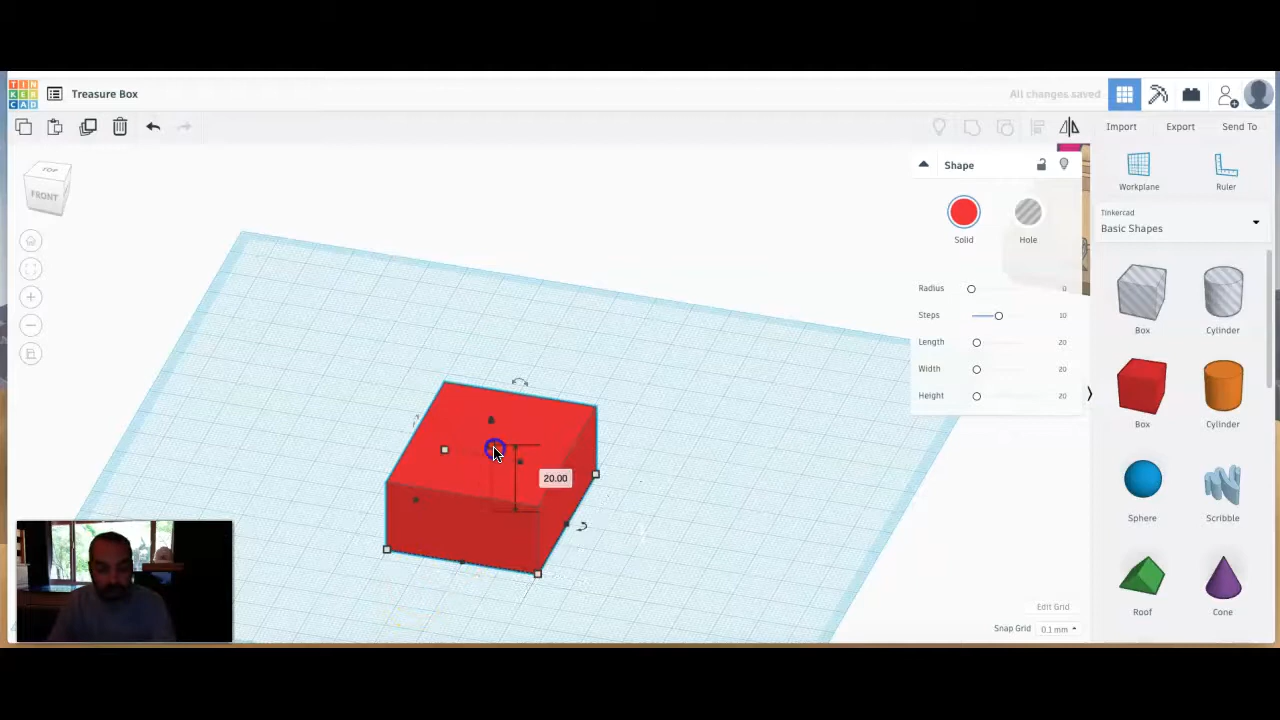 TIN
KER
CAD
Treasure Box
All changes saved
Import
Export
Send To
TOP
FRONT
Shape
Solid
Hole
Radius 0
Steps 10
Length 20
Width 20
Height 20
Workplane
Ruler
Tinkercad
Basic Shapes
Box
Cylinder
Box
Cylinder
Sphere
Scribble
Roof
Cone
20.00
Edit Grid
Snap Grid 0.1 mm